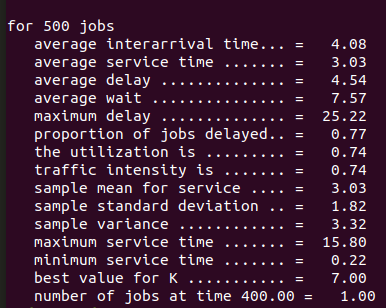 for 500 jobs
average interarrival time... = 4.08
average service time ....... = 3.03
average delay .............. = 4.54
average wait ............... = 7.57
maximum delay .............. = 25.22
proportion of jobs delayed.. = 0.77
the utilization is ......... = 0.74
traffic intensity is ....... = 0.74
sample mean for service .... = 3.03
sample standard deviation .. = 1.82
sample variance ............ = 3.32
maximum service time ....... = 15.80
minimum service time ....... = 0.22
best value for K ........... = 7.00
number of jobs at time 400.00 = 1.00